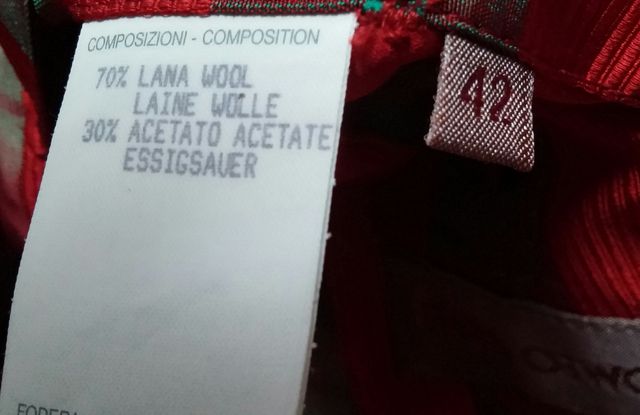 COMPOSIZIONI - COMPOSITION
70% LANA WOOL
LAINE WOLLE
30% ACETATO ACETATE
ESSIGSAUER
42